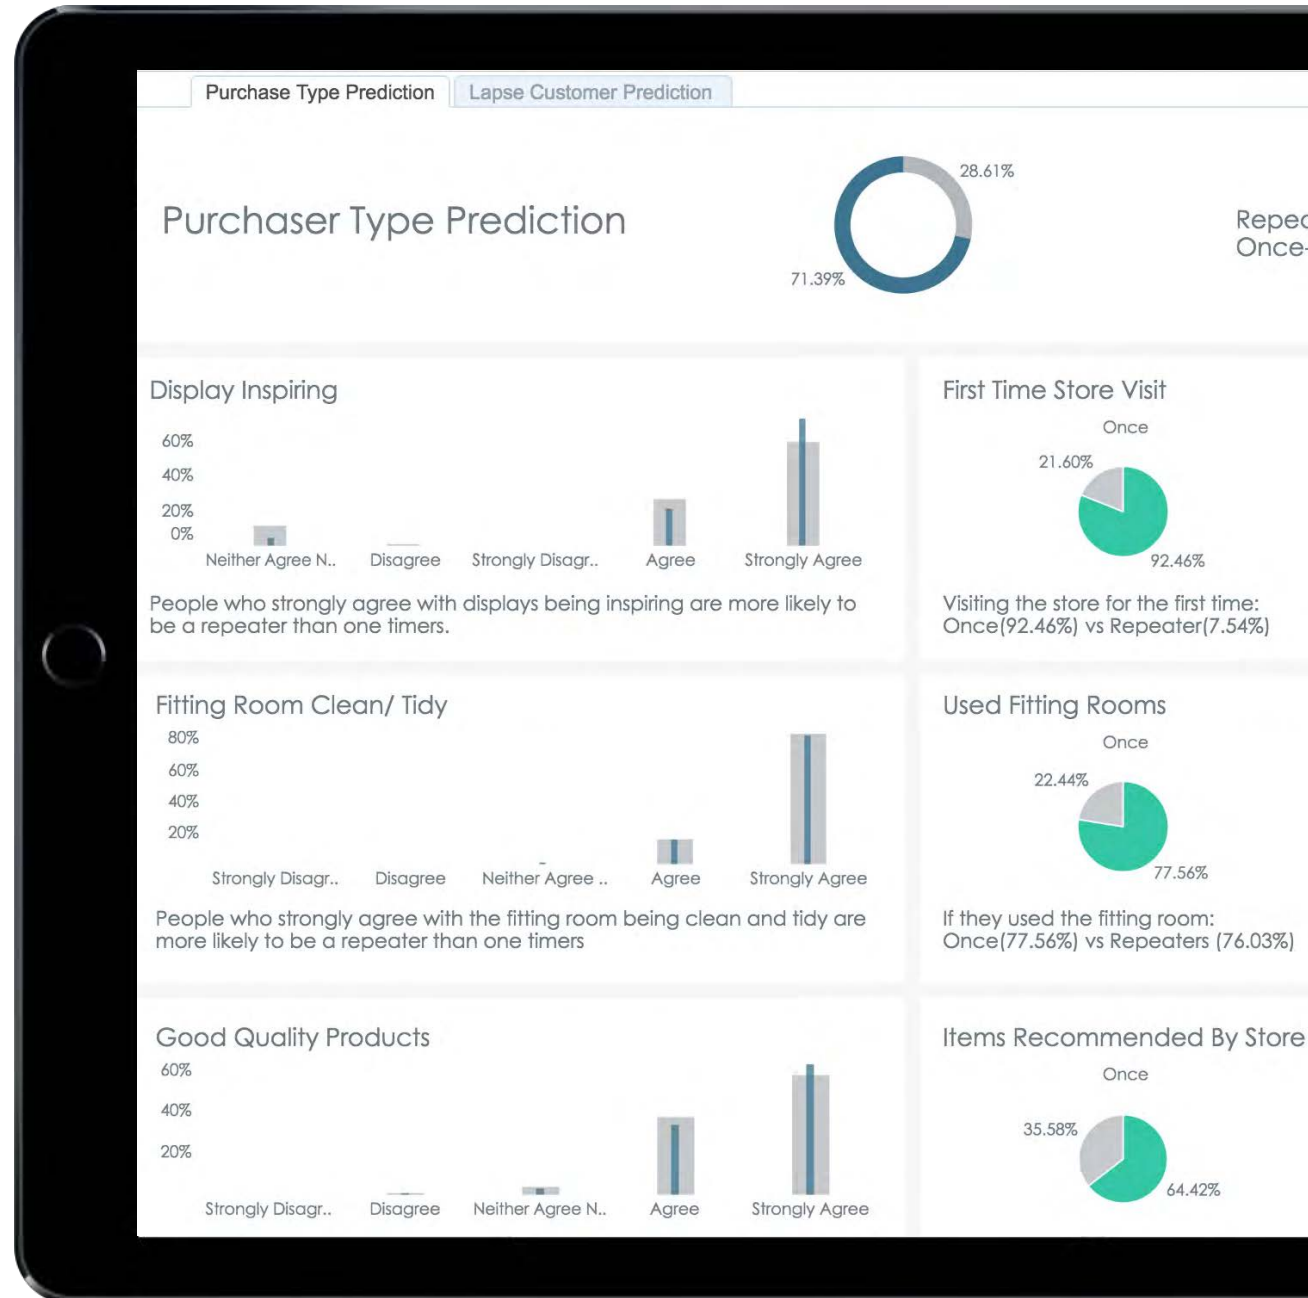 Purchase Type Prediction
Lapse Customer Prediction
Purchaser Type Prediction
28.61%
71.39%
Repea
Once-
Display Inspiring
60%
40%
20%
0%
Neither Agree N..
Disagree
Strongly Disagr..
Agree
Strongly Agree
People who strongly agree with displays being inspiring are more likely to
be a repeater than one timers.
First Time Store Visit
Once
21.60%
92.46%
Visiting the store for the first time:
Once(92.46%) vs Repeater(7.54%)
Fitting Room Clean/ Tidy
80%
60%
40%
20%
Strongly Disagr..
Disagree
Neither Agree ..
Agree
Strongly Agree
People who strongly agree with the fitting room being clean and tidy are
more likely to be a repeater than one timers
Used Fitting Rooms
Once
22.44%
77.56%
If they used the fitting room:
Once(77.56%) vs Repeaters (76.03%)
Good Quality Products
60%
40%
20%
Strongly Disagr..
Disagree
Neither Agree N..
Agree
Strongly Agree
Items Recommended By Store
Once
35.58%
64.42%